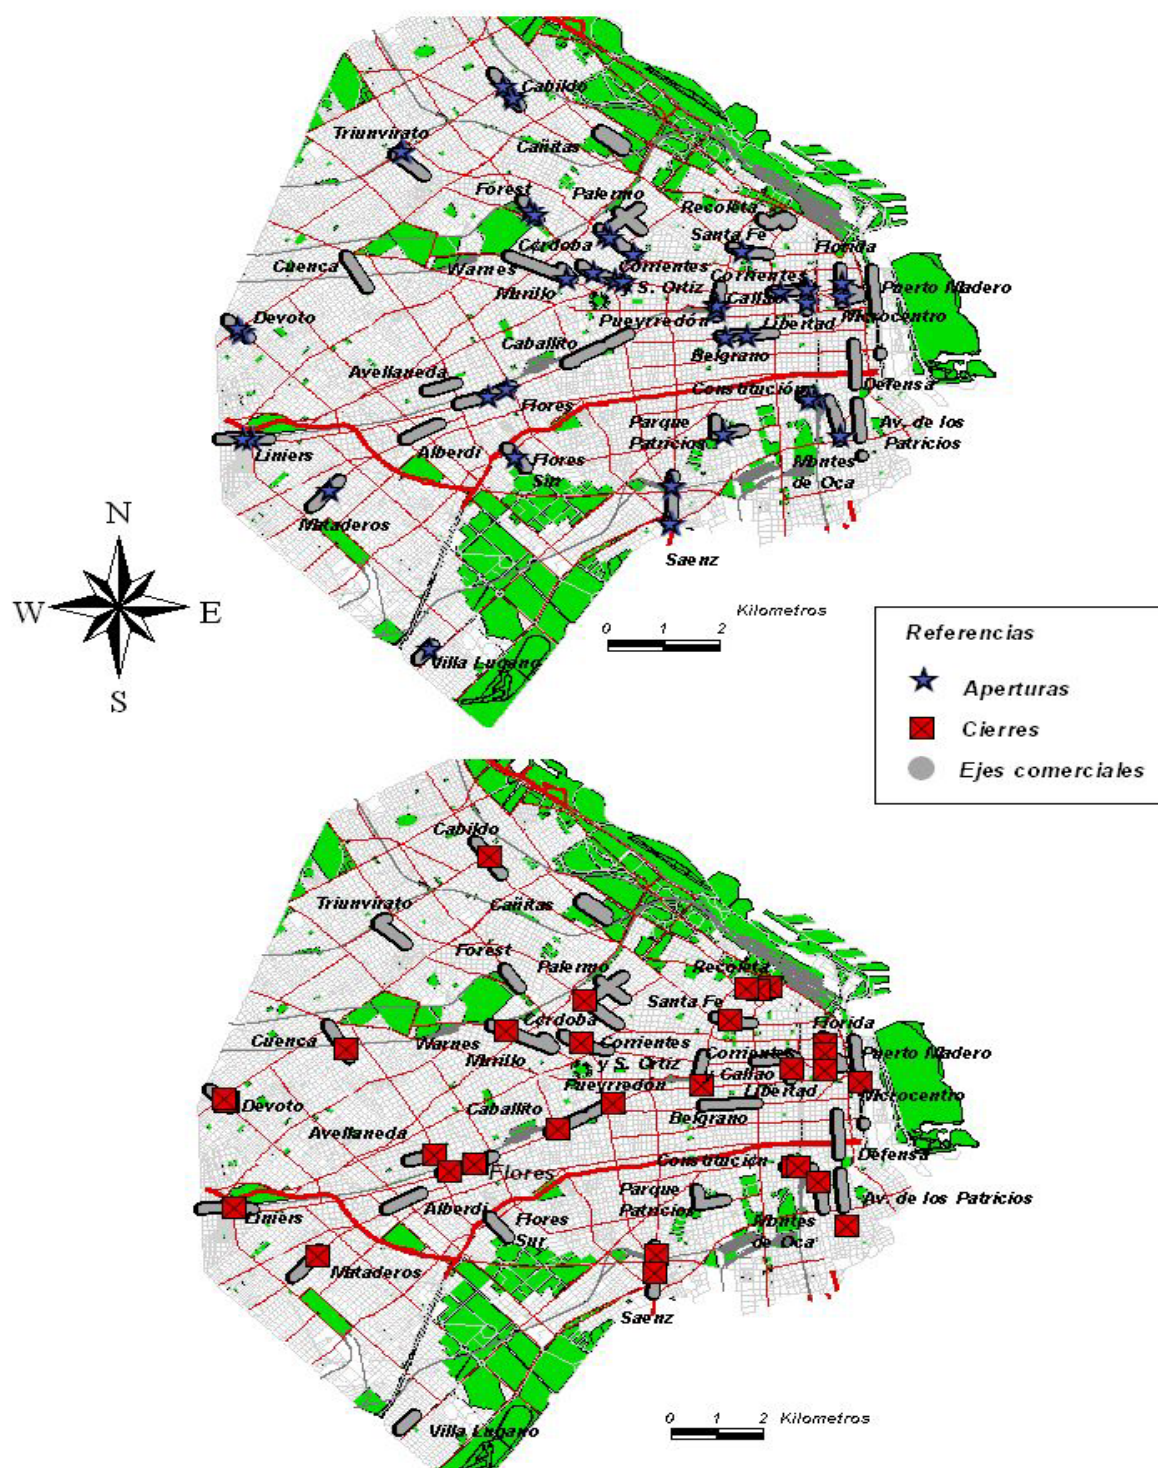 Cabildo
Triunvirato
Cañitas
Forest
Palermo
Recoleta
Córdoba
Santa Fe
Florida
Cuenca
Warnes
Corrientes
Corrientes
Murillo
y S. Ortiz
Callao
Puerto Madero
Devoto
Pueyrredón
Libertad
Microcentro
Caballito
Belgrano
Avellaneda
Constitución
Defensa
Flores
Parque
Patricios
Av. de los
Patricios
Liniers
Alberdi
Flores
Sur
Montes
de Oca
Mataderos
Saenz
Villa Lugano
N
W
E
S
Kilometros
0 1 2
Referencias
Aperturas
Cierres
Ejes comerciales
Cabildo
Triunvirato
Cañitas
Forest
Palermo
Recoleta
Santa Fe
Córdoba
Florida
Cuenca
Warnes
Corrientes
Corrientes
Murillo
y S. Ortiz
Callao
Puerto Madero
Pueyrredón
Libertad
Microcentro
Devoto
Caballito
Belgrano
Avellaneda
Defensa
Constitución
Flores
Parque
Patricios
Av. de los Patricios
Liniers
Alberdi
Flores
Sur
Montes
de Oca
Mataderos
Saenz
0 1 2 Kilometros
Villa Lugano